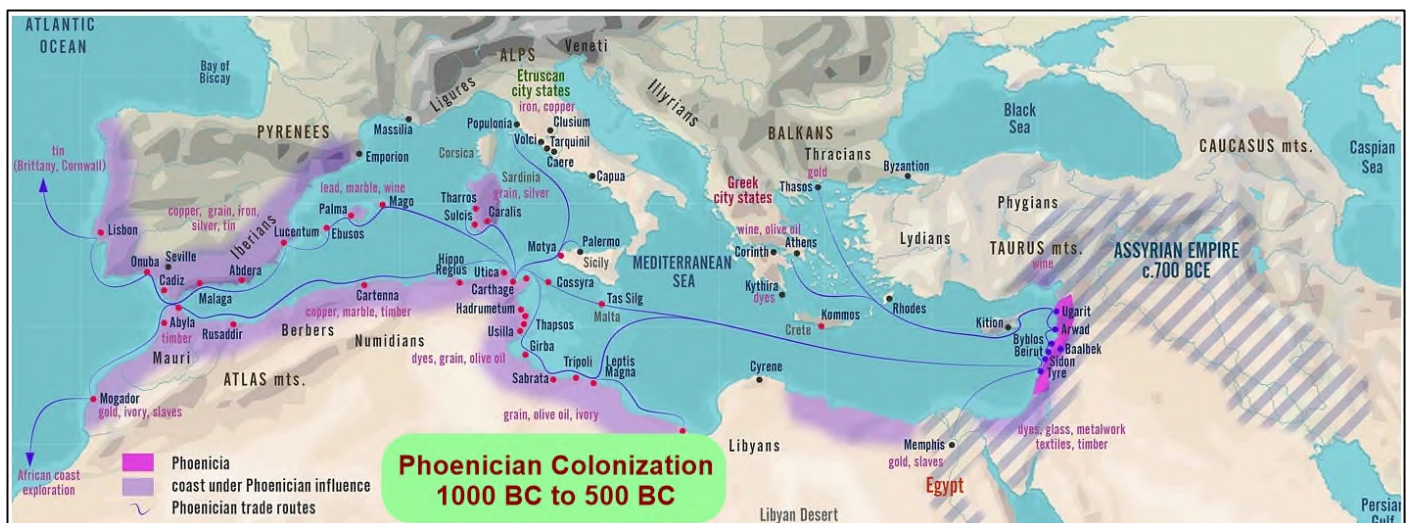 ATLANTIC
OCEAN
Bay of
Biscay
ALPS
Veneti
Etruscan
city states
iron, copper
Ligures
Illyrians
Black
Sea
CAUCASUS mts.
Caspian
Sea
PYRENEES
Massilia
Populonia
Clusium
Volci
Tarquinil
Caere
BALKANS
Thracians
gold
Byzantion
tin
(Brittany, Cornwall)
Emporion
Corsica
Sardinia
grain, silver
Capua
Greek
city states
Thasos
Phygians
lead, marble, wine
Tharros
Sulcis
Caralis
copper, grain, iron,
silver, tin
Iberians
Palma
Mago
Lisbon
Lucentum
Ebusos
wine, olive oil
Corinth
Athens
Lydians
TAURUS mts.
wine
ASSYRIAN EMPIRE
c.700 BCE
Onuba
Seville
Cadiz
Malaga
Abdera
Hippo
Regius
Utica
Carthage
Motya
Palermo
Sicily
MEDITERRANEAN
SEA
Kythira
dyes
Rhodes
Cartenna
copper, marble, timber
Cossyra
Tas Silg
Malta
Kommos
Crete
Kition
Ugarit
Arwad
Byblos
Beirut
Baalbek
Sidon
Tyre
Abyla
timber
Rusaddir
Berbers
Numidians
Hadrumetum
Usilla
Thapsos
Girba
Mauri
ATLAS mts.
dyes, grain, olive oil
Tripoli
Leptis
Magna
Sabrata
Cyrene
Mogador
gold, ivory, slaves
grain, olive oil, ivory
Libyans
Memphis
gold, slaves
Egypt
dyes, glass, metalwork
textiles, timber
African coast
exploration
Phoenicia
coast under Phoenician influence
Phoenician trade routes
Phoenician Colonization
1000 BC to 500 BC
Libyan Desert
Persian
Gulf